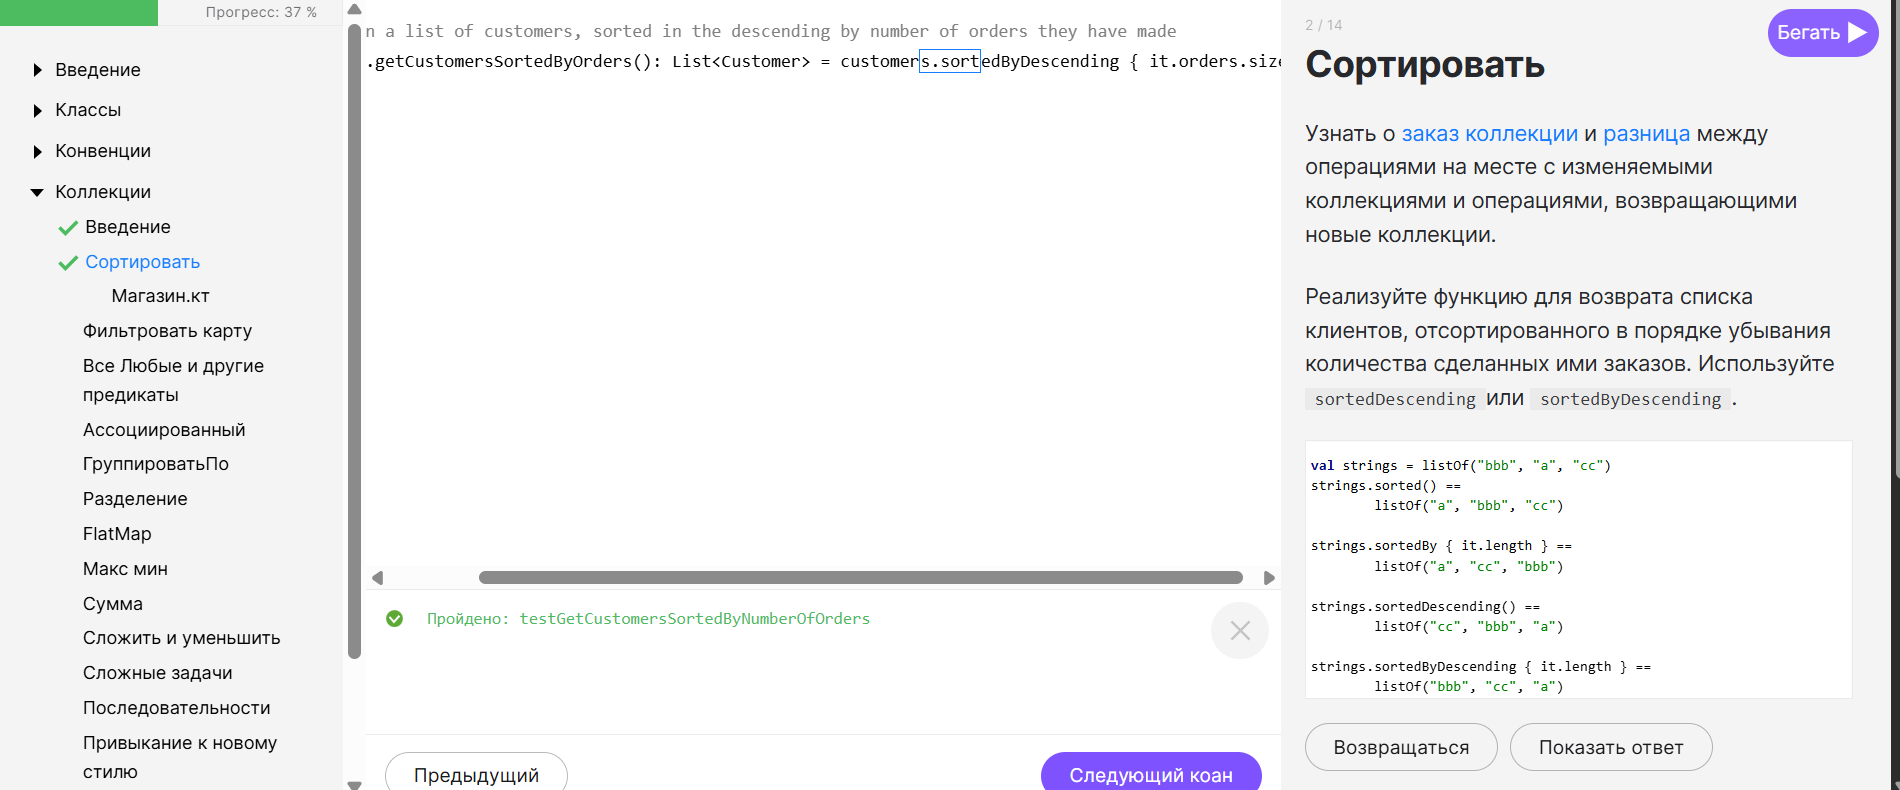 Прогресс: 37 %
Введение
Классы
Конвенции
Коллекции
Введение
Сортировать
Магазин.кт
Фильтровать карту
Все Любые и другие
предикаты
Ассоциированный
ГруппироватьПо
Разделение
FlatMap
Макс мин
Сумма
Сложить и уменьшить
Сложные задачи
Последовательности
Привыкание к новому
стилю
n a list of customers, sorted in the descending by number of orders they have made
.getCustomersSortedByOrders(): List<Customer> = customers.sortedByDescending { it.orders.size
Пройдено: testGetCustomersSortedByNumberOfOrders
Предыдущий
Следующий коан
2 / 14
Бегать
Сортировать
Узнать о заказ коллекции и разница между
операциями на месте с изменяемыми
коллекциями и операциями, возвращающими
новые коллекции.
Реализуйте функцию для возврата списка
клиентов, отсортированного в порядке убывания
количества сделанных ими заказов. Используйте
sortedDescending или sortedByDescending .
val strings = listOf("bbb", "a", "cc")
strings.sorted() ==
listOf("a", "bbb", "cc")
strings.sortedBy { it.length } ==
listOf("a", "cc", "bbb")
strings.sortedDescending() ==
listOf("cc", "bbb", "a")
strings.sortedByDescending { it.length } ==
listOf("bbb", "cc", "a")
Возвращаться
Показать ответ